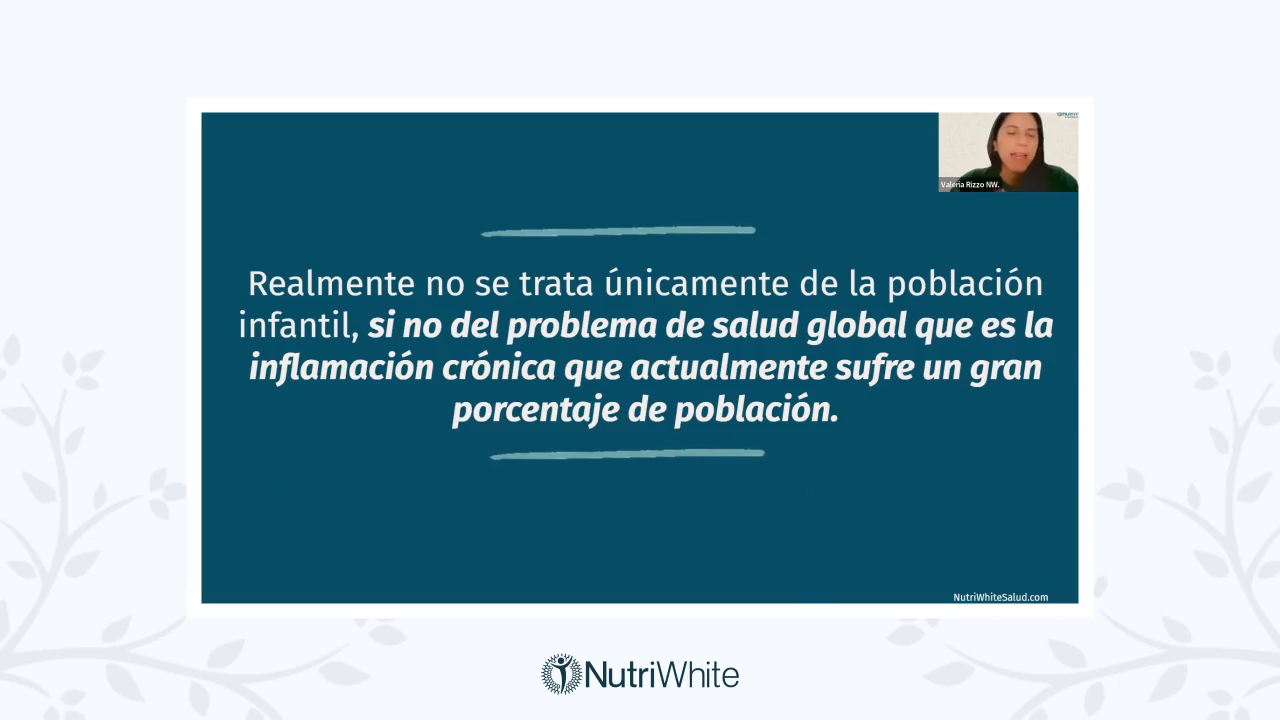 Valeria Rizzo NW.
Realmente no se trata únicamente de la población
infantil, si no del problema de salud global que es la
inflamación crónica que actualmente sufre un gran
porcentaje de población.
NutriWhiteSalud.com
NutriWhite